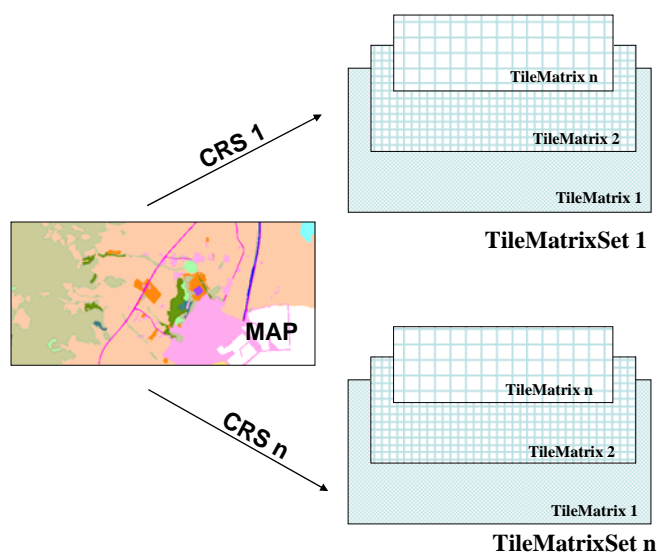 TileMatrix n
TileMatrix 2
TileMatrix 1
TileMatrixSet 1
CRS 1
MAP
CRS n
TileMatrix n
TileMatrix 2
TileMatrix 1
TileMatrixSet n